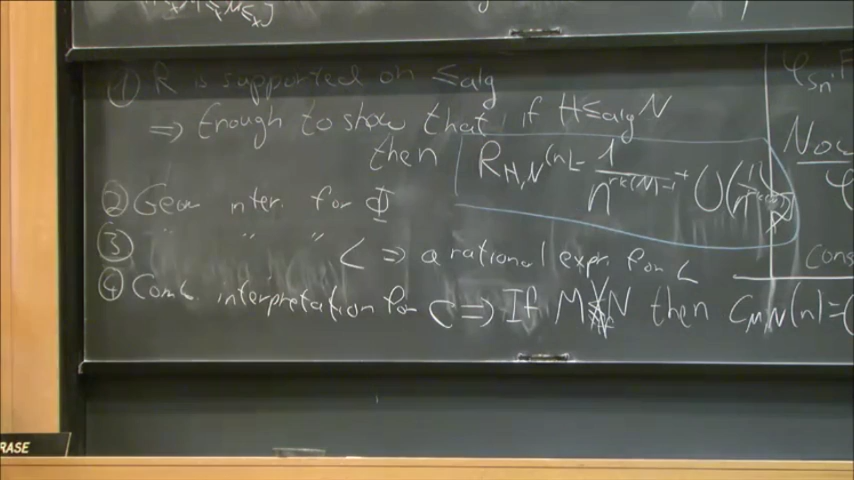 ① R is supported on ≤alg
⇒ Enough to show that if H≤alg N
then R_{H,N}(n) = 1/n^{rk(N)-1} + O(
② Geom inter. for Φ
③ " " " C ⇒ a rational expr. for C
④ Comb. interpretation for C ⇒ If M N then C_{M,N}(n)=
φ
Now
φ
cons
RASE